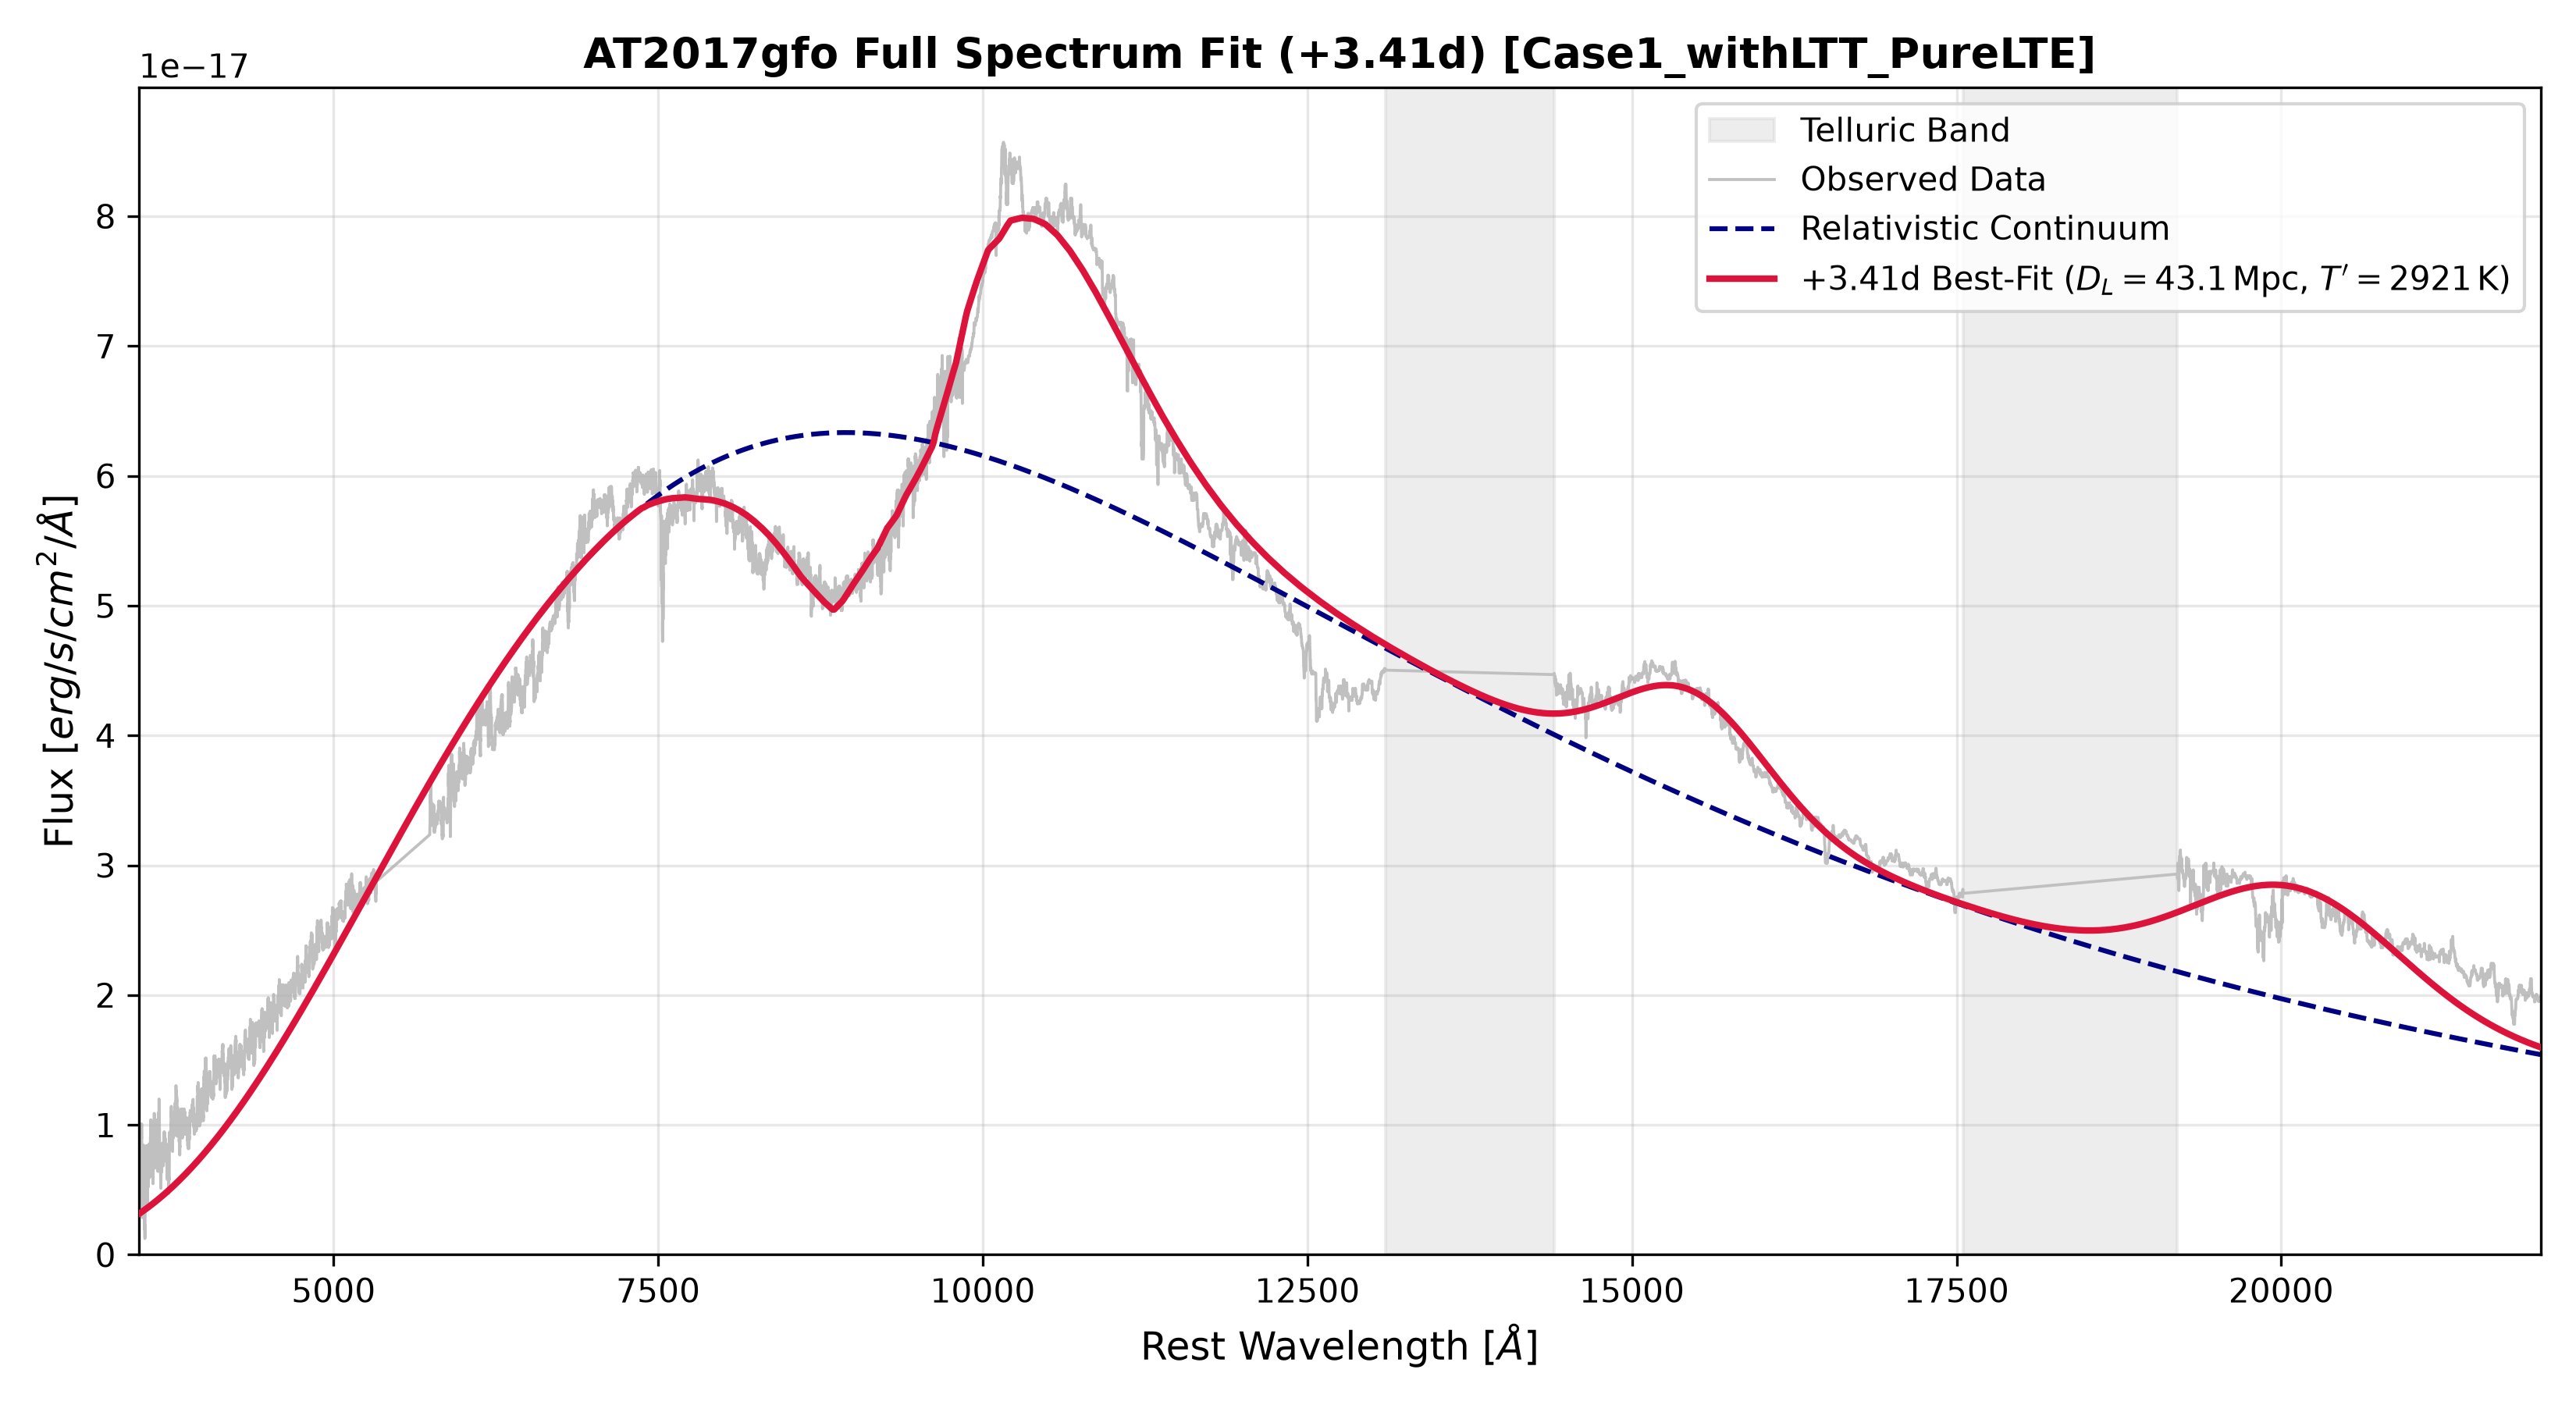 AT2017gfo Full Spectrum Fit (+3.41d) [Case1_withLTT_PureLTE]
1e−17
Telluric Band
Observed Data
Relativistic Continuum
+3.41d Best-Fit (D_L = 43.1 Mpc, T′ = 2921 K)
Flux [erg/s/cm²/Å]
8
7
6
5
4
3
2
1
0
5000 7500 10000 12500 15000 17500 20000
Rest Wavelength [Å]